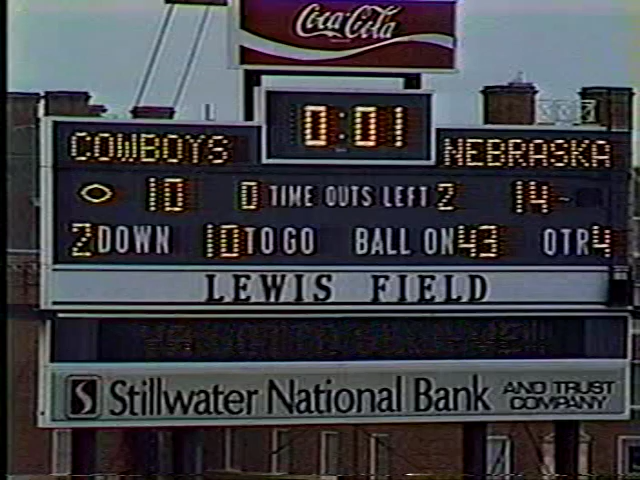 Coca-Cola
0:01
COWBOYS NEBRASKA
10 0 TIME OUTS LEFT 2 14
2 DOWN 10 TO GO BALL ON 43 QTR 4
LEWIS FIELD
S Stillwater National Bank AND TRUST COMPANY